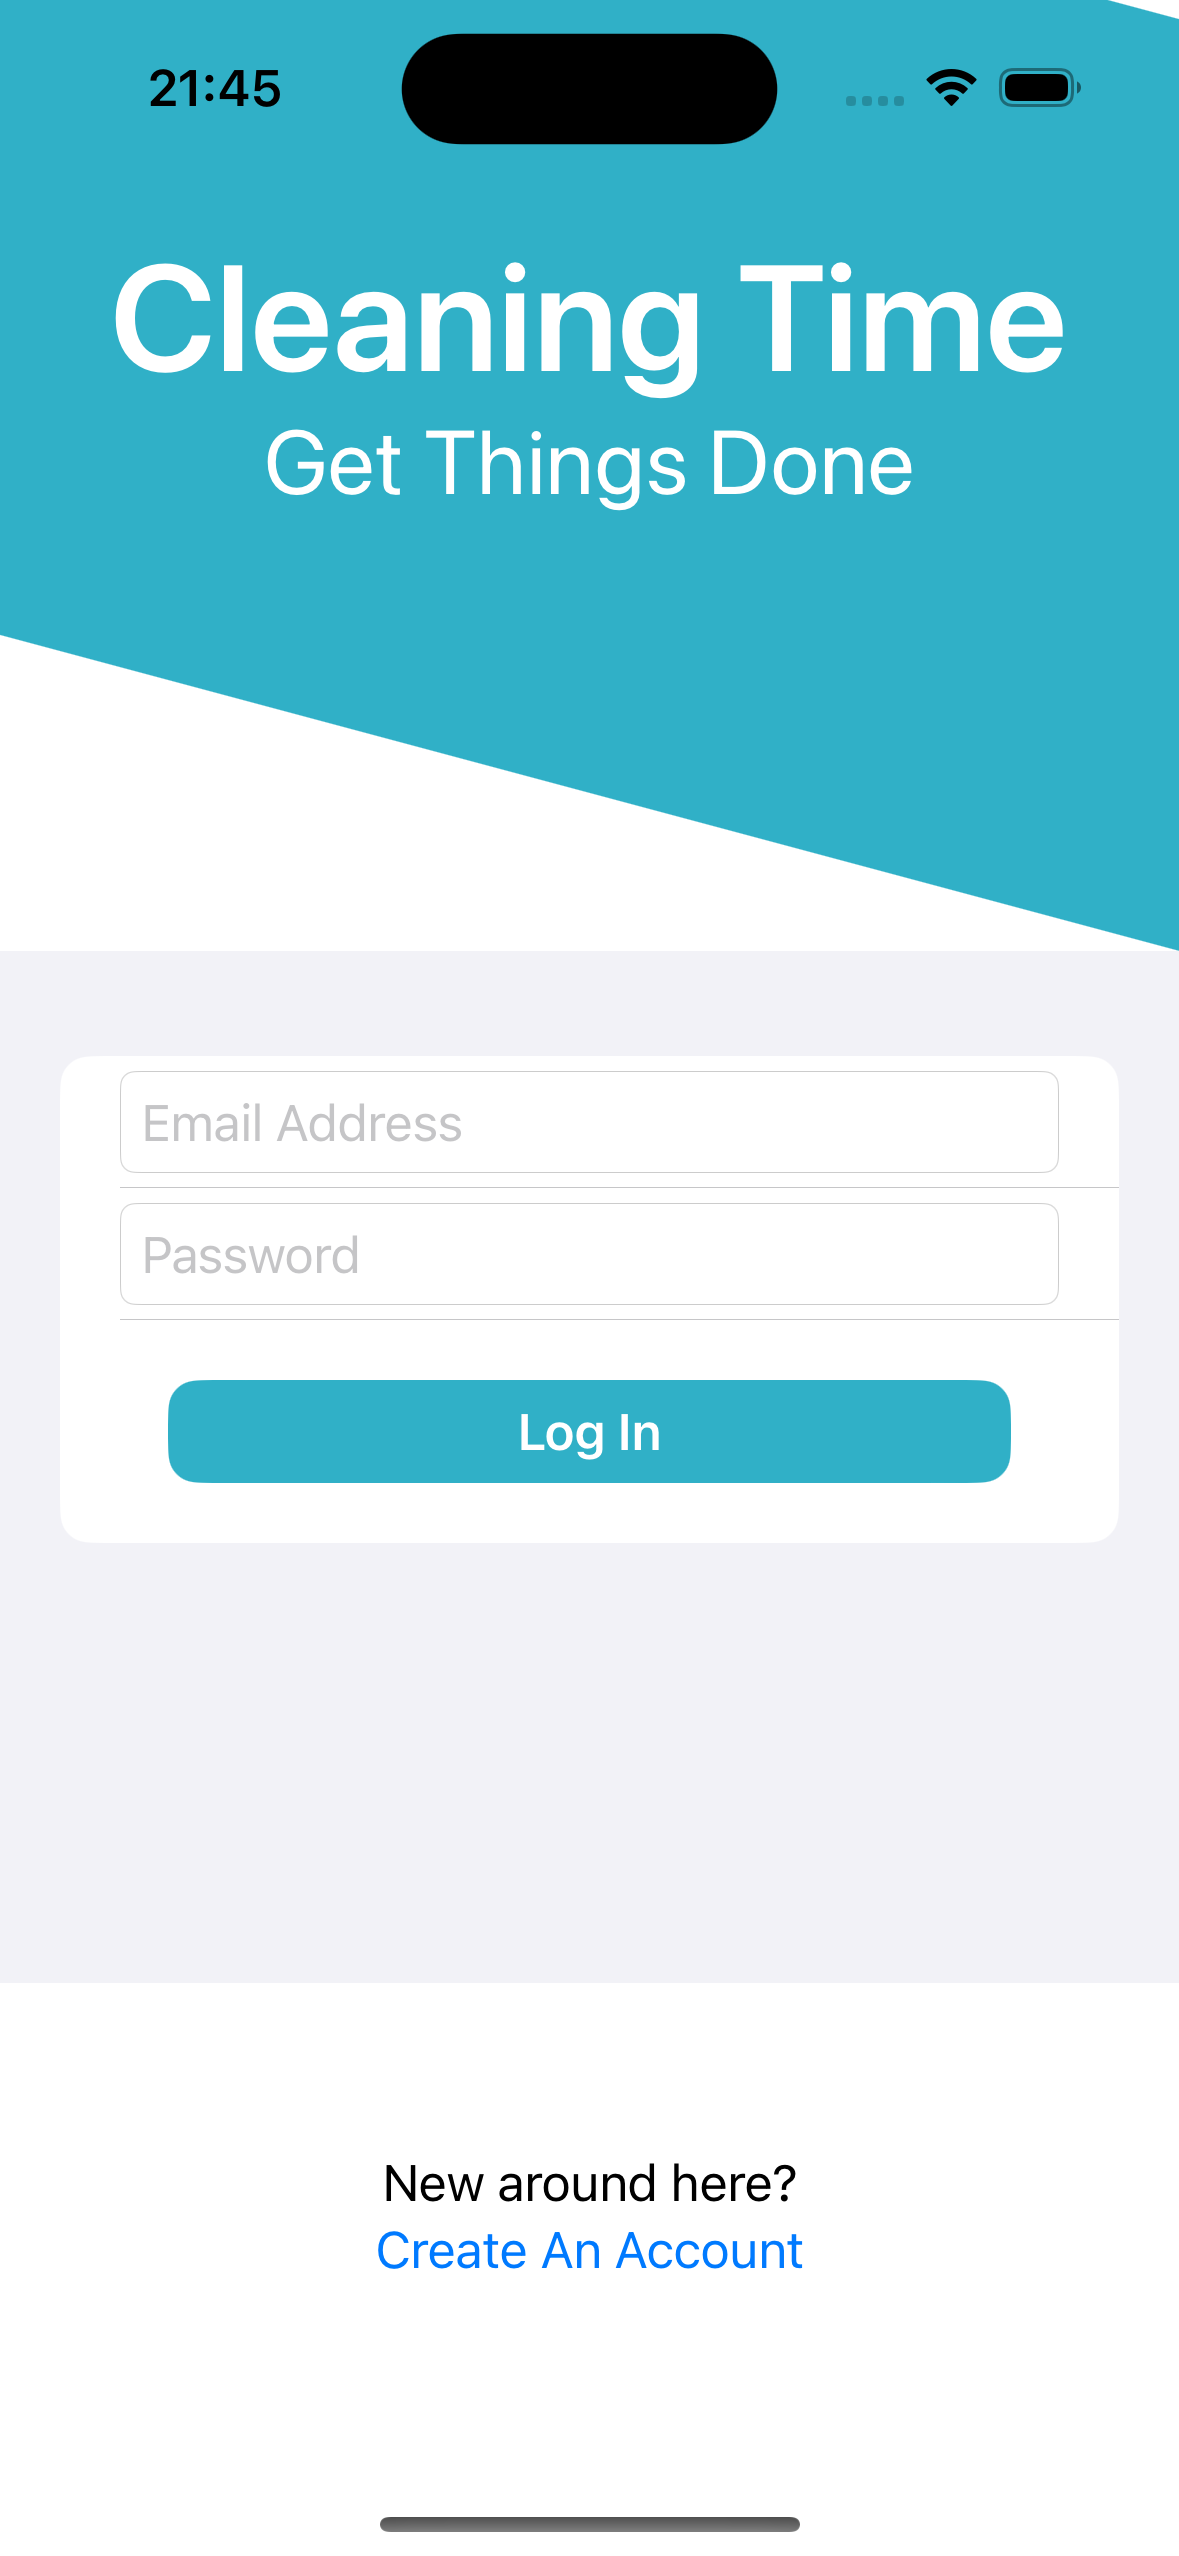 21:45
Cleaning Time
Get Things Done
Email Address
Password
Log In
New around here?
Create An Account